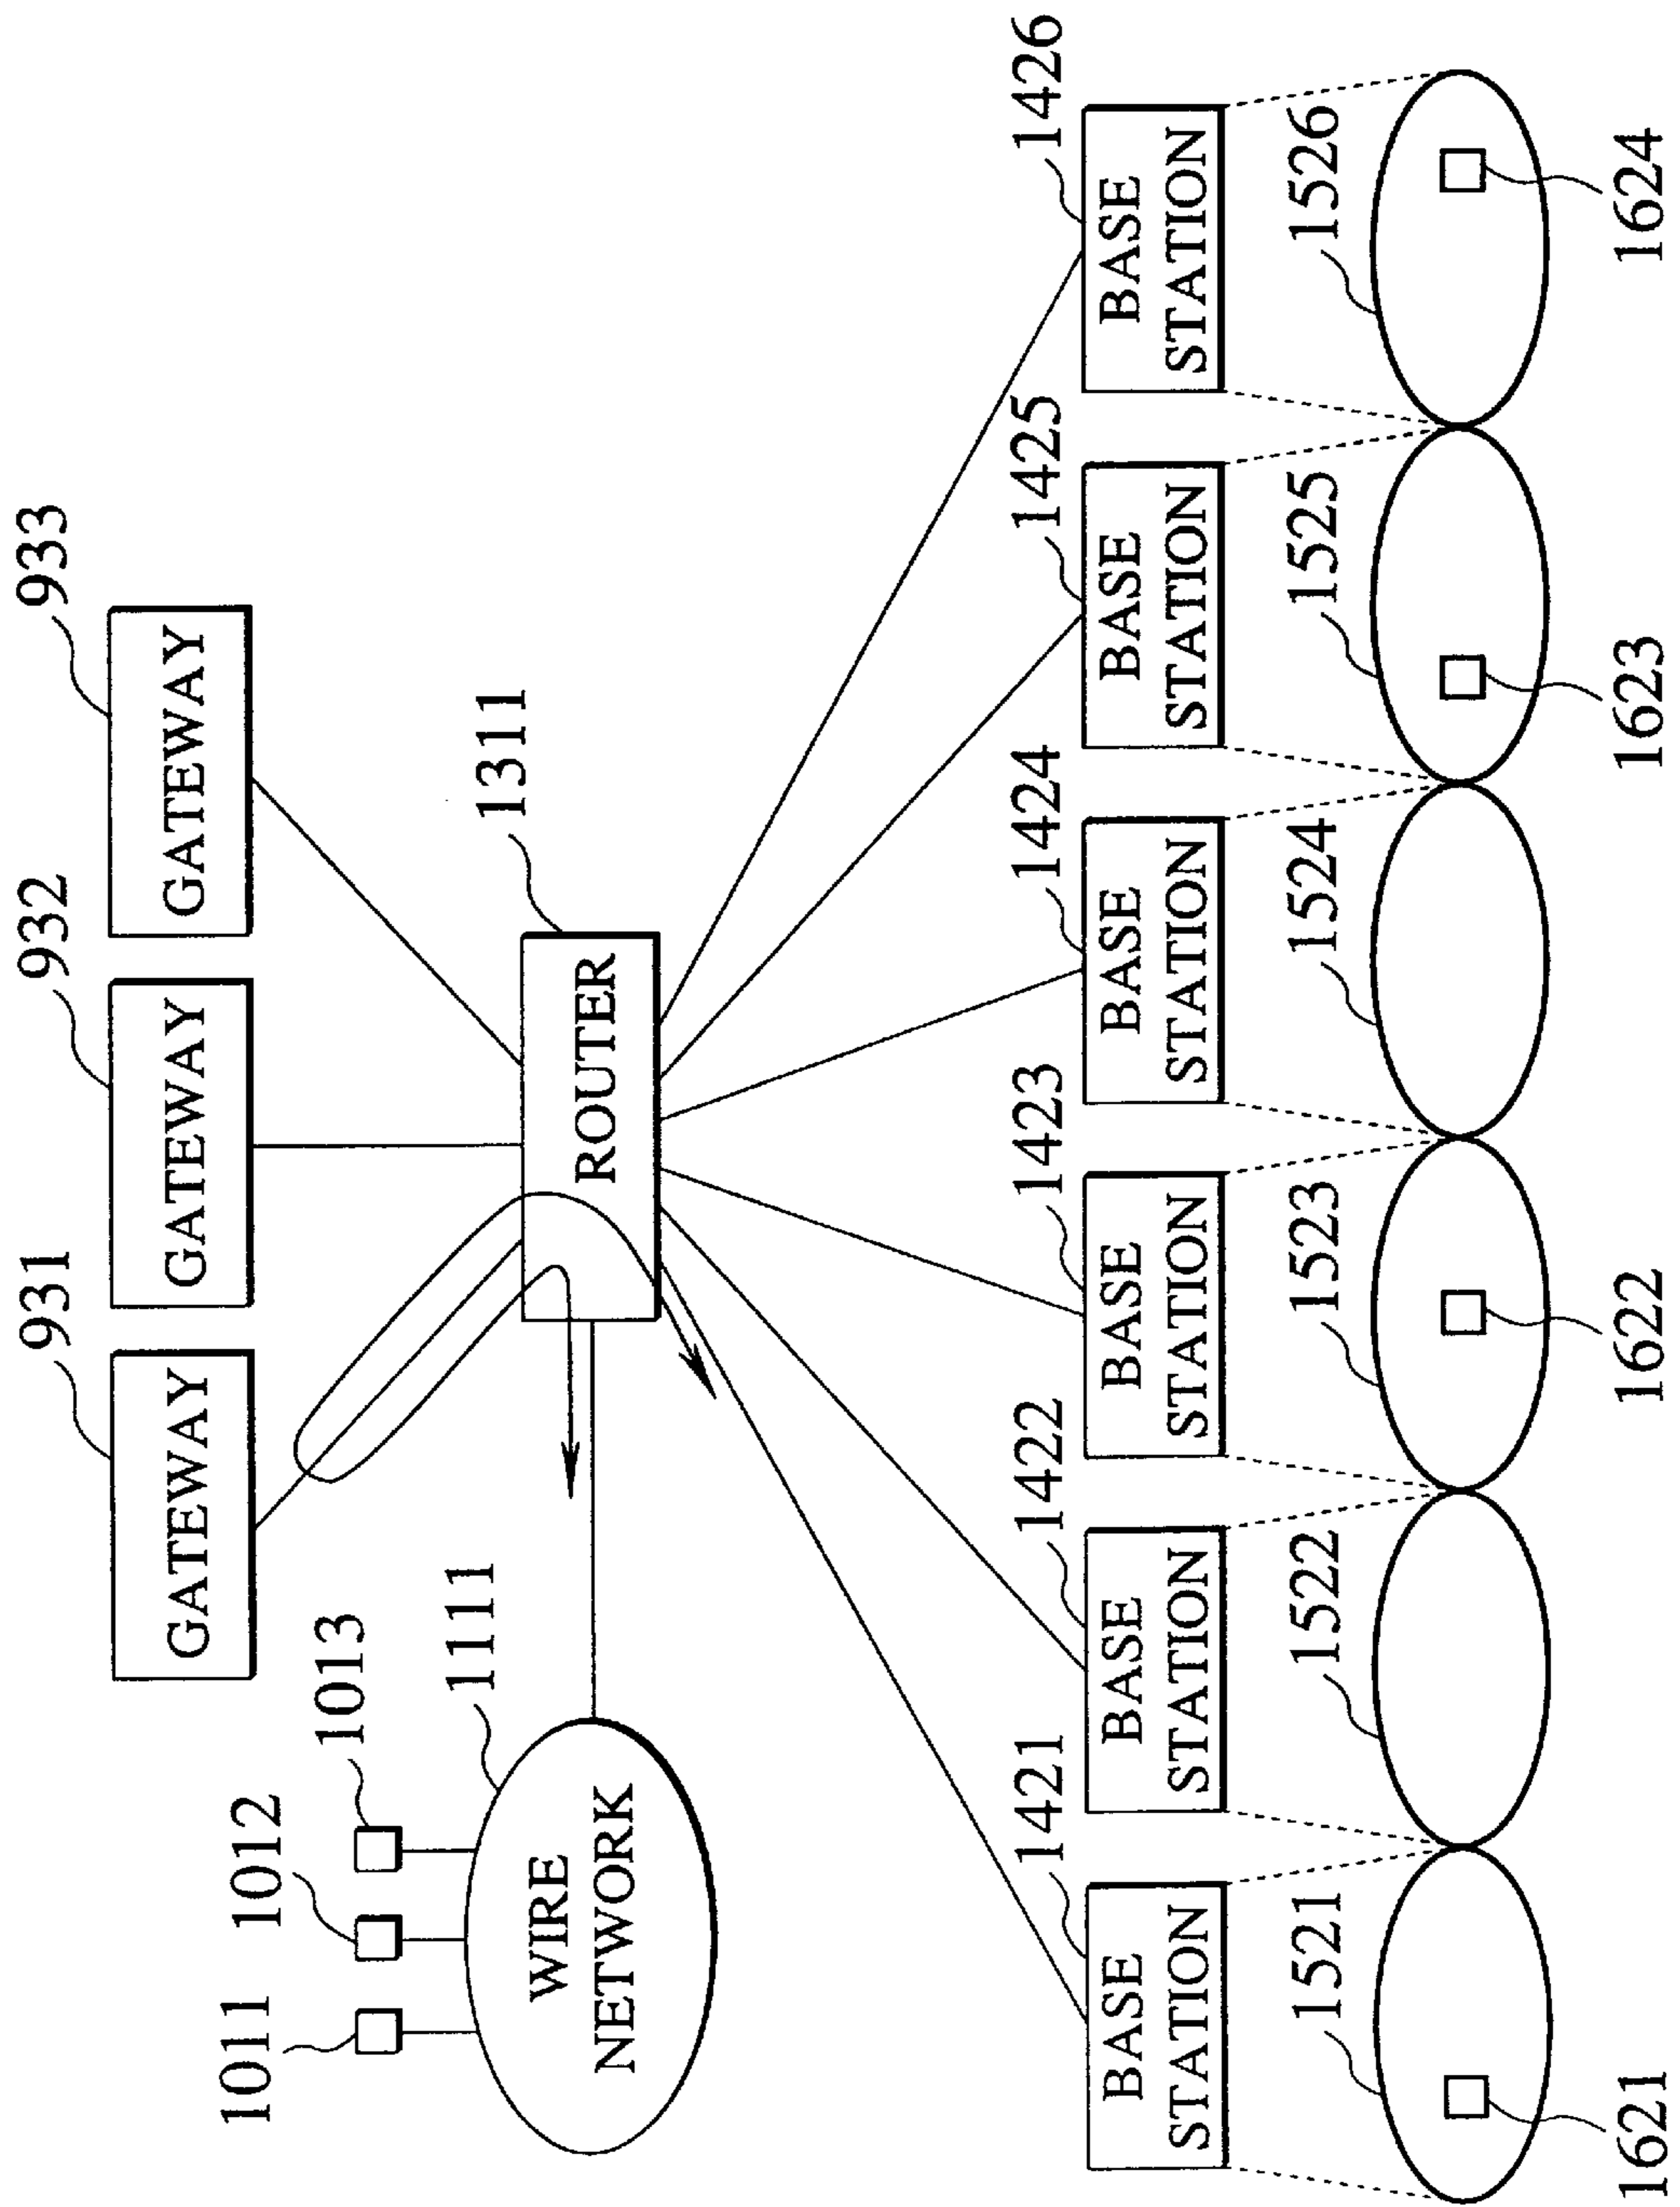 931
932
933
GATEWAY
GATEWAY
GATEWAY
1011
1012
1013
1111
1311
WIRE
NETWORK
ROUTER
1421
1422
1423
1424
1425
1426
BASE
STATION
BASE
STATION
BASE
STATION
BASE
STATION
BASE
STATION
BASE
STATION
1521
1522
1523
1524
1525
1526
1621
1622
1623
1624